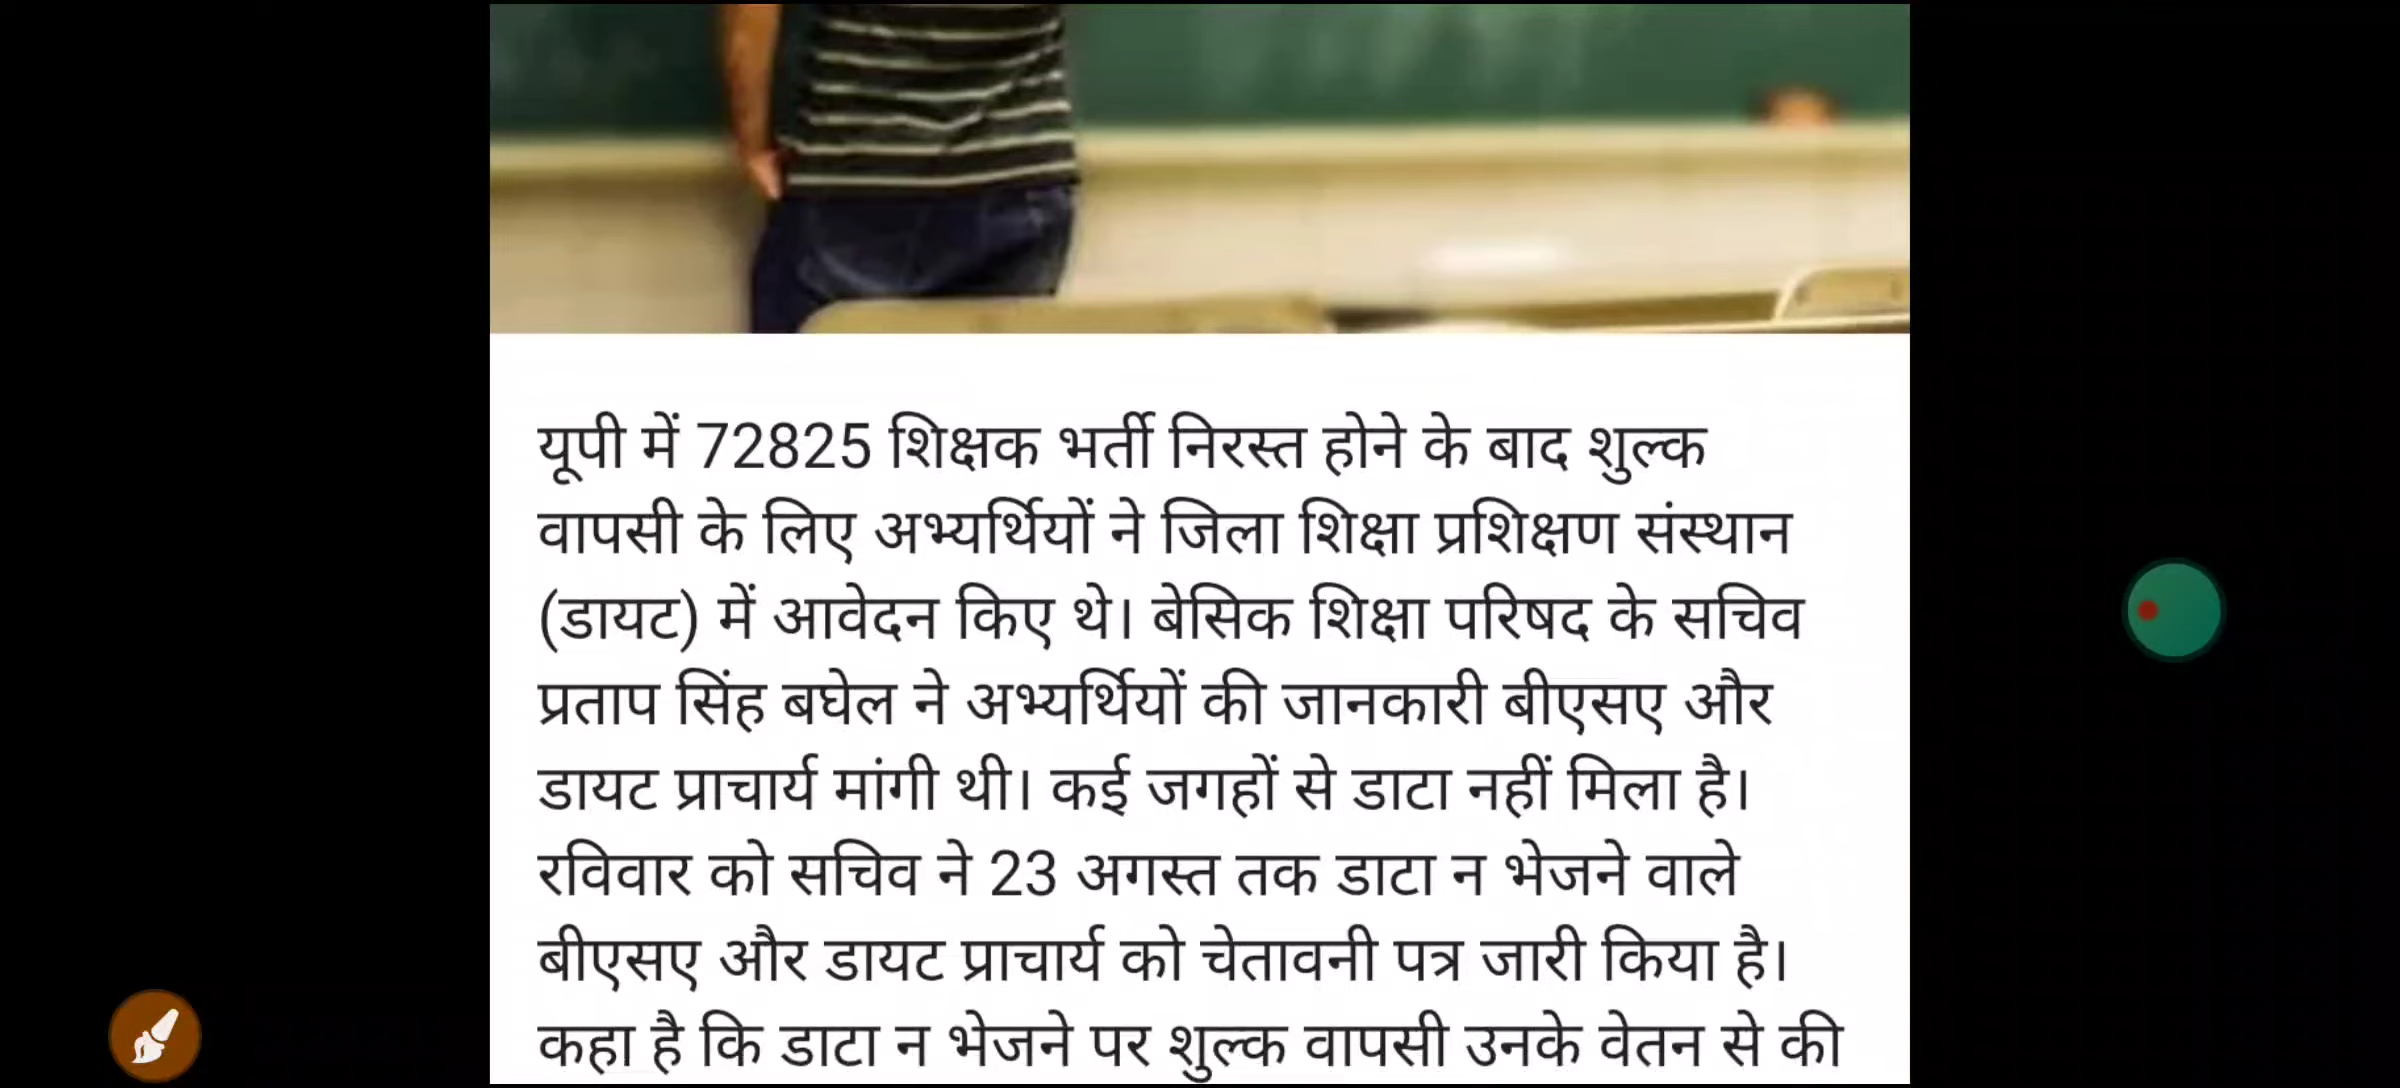 यूपी में 72825 शिक्षक भर्ती निरस्त होने के बाद शुल्क
वापसी के लिए अभ्यर्थियों ने जिला शिक्षा प्रशिक्षण संस्थान
(डायट) में आवेदन किए थे। बेसिक शिक्षा परिषद के सचिव
प्रताप सिंह बघेल ने अभ्यर्थियों की जानकारी बीएसए और
डायट प्राचार्य मांगी थी। कई जगहों से डाटा नहीं मिला है।
रविवार को सचिव ने 23 अगस्त तक डाटा न भेजने वाले
बीएसए और डायट प्राचार्य को चेतावनी पत्र जारी किया है।
कहा है कि डाटा न भेजने पर शुल्क वापसी उनके वेतन से की